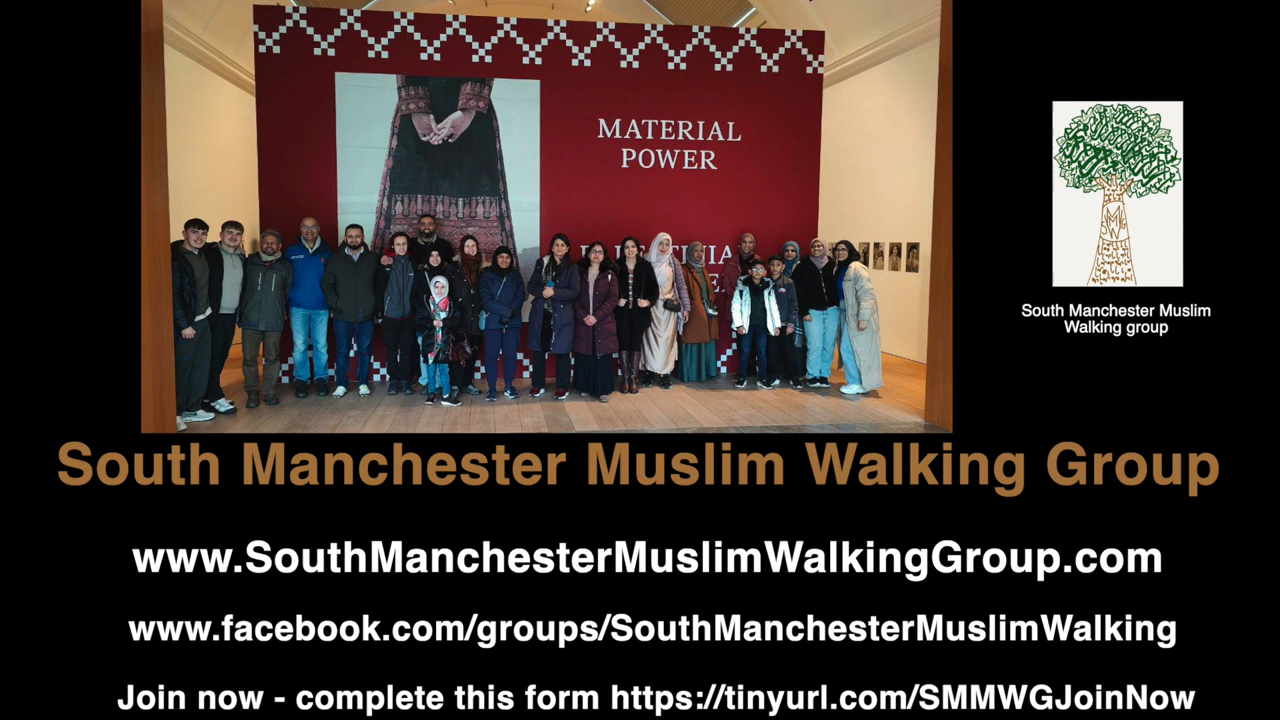 MATERIAL
POWER
South Manchester Muslim
Walking group
South Manchester Muslim Walking Group
www.SouthManchesterMuslimWalkingGroup.com
www.facebook.com/groups/SouthManchesterMuslimWalking
Join now - complete this form https://tinyurl.com/SMMWGJoinNow